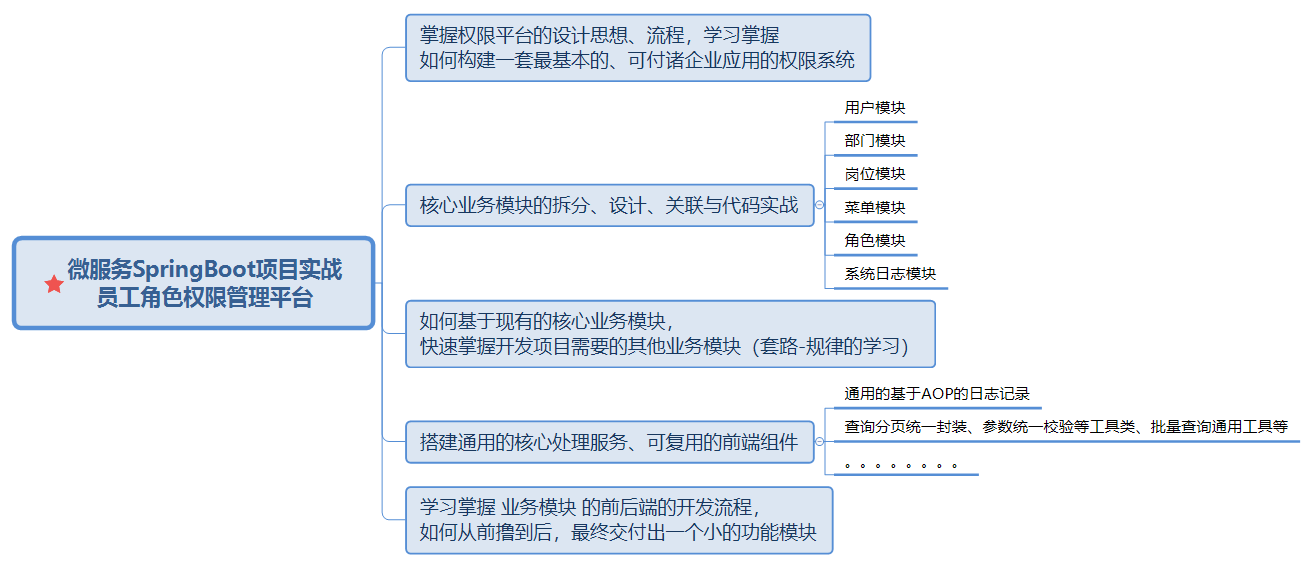 微服务SpringBoot项目实战
员工角色权限管理平台
掌握权限平台的设计思想、流程，学习掌握
如何构建一套最基本的、可付诸企业应用的权限系统
核心业务模块的拆分、设计、关联与代码实战
用户模块
部门模块
岗位模块
菜单模块
角色模块
系统日志模块
如何基于现有的核心业务模块，
快速掌握开发项目需要的其他业务模块（套路-规律的学习）
搭建通用的核心处理服务、可复用的前端组件
通用的基于AOP的日志记录
查询分页统一封装、参数统一校验等工具类、批量查询通用工具等
。。。。。。。。
学习掌握 业务模块 的前后端的开发流程，
如何从前撸到后，最终交付出一个小的功能模块